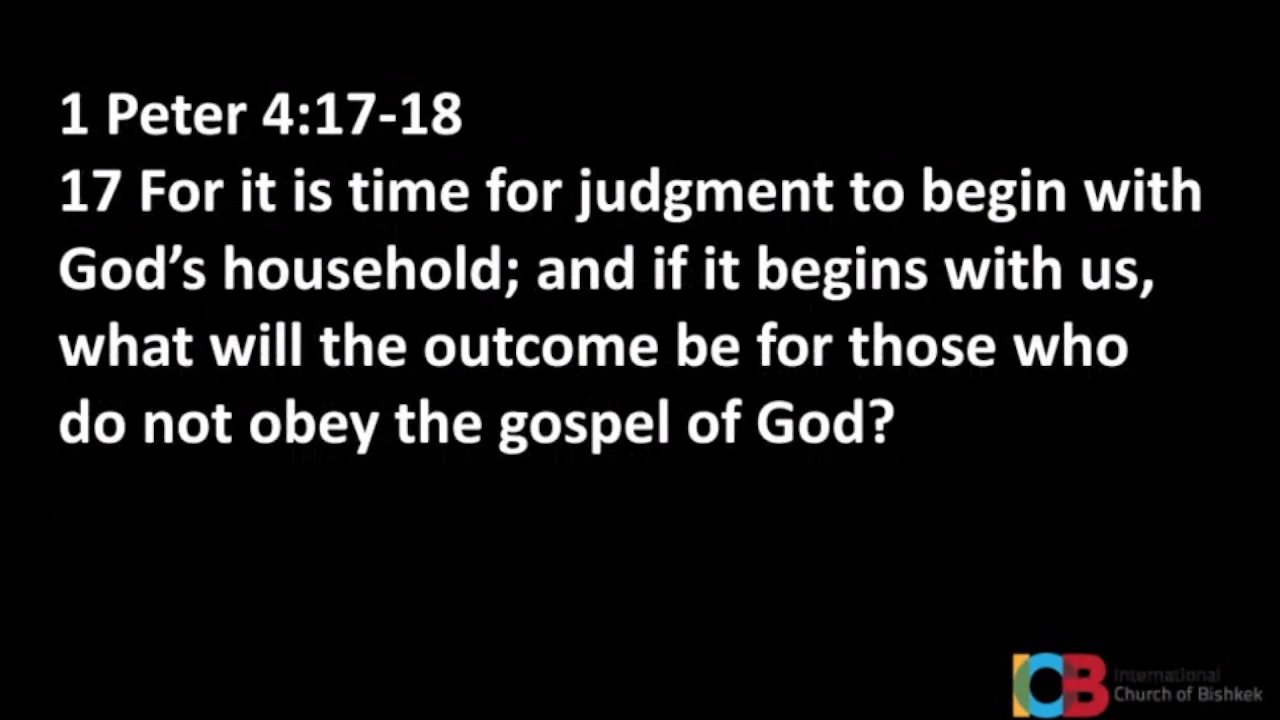 1 Peter 4:17-18
17 For it is time for judgment to begin with
God’s household; and if it begins with us,
what will the outcome be for those who
do not obey the gospel of God?
ICB
International
Church of Bishkek